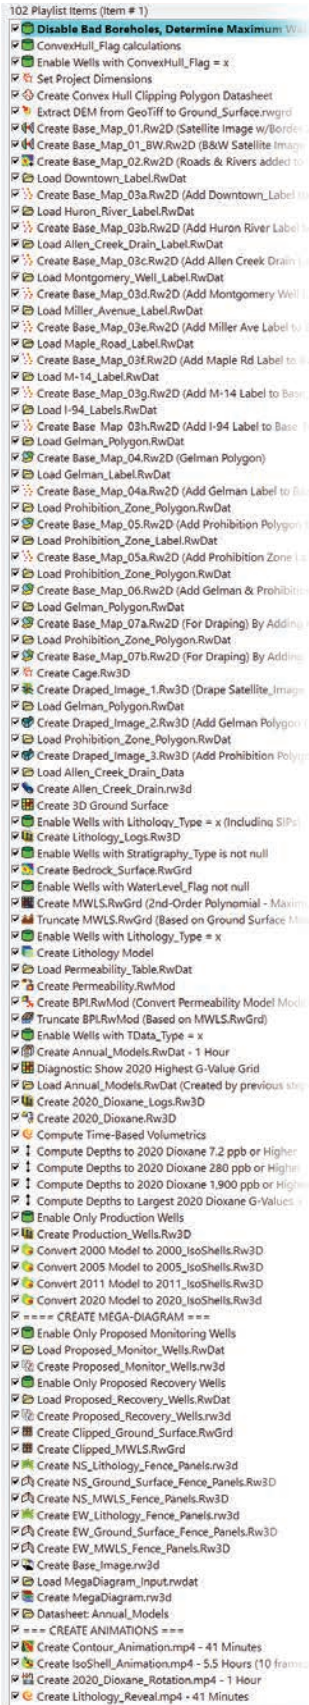 102 Playlist Items (Item # 1)
Disable Bad Boreholes, Determine Maximum
ConvexHull_Flag calculations
Enable Wells with ConvexHull_Flag = x
Set Project Dimensions
Create Convex Hull Clipping Polygon Datasheet
Extract DEM from GeoTiff to Ground_Surface.rwgrd
Create Base_Map_01.Rw2D (Satellite Image w/Border
Create Base_Map_01_BW.Rw2D (B&W Satellite Image
Create Base_Map_02.Rw2D (Roads & Rivers added to
Load Downtown_Label.RwDat
Create Base_Map_03a.Rw2D (Add Downtown_Label
Load Huron_River_Label.RwDat
Create Base_Map_03b.Rw2D (Add Huron River Label
Load Allen_Creek_Drain_Label.RwDat
Create Base_Map_03c.Rw2D (Add Allen Creek Drain
Load Montgomery_Well_Label.RwDat
Create Base_Map_03d.Rw2D (Add Montgomery Well
Load Miller_Avenue_Label.RwDat
Create Base_Map_03e.Rw2D (Add Miller Ave Label to
Load Maple_Road_Label.RwDat
Create Base_Map_03f.Rw2D (Add Maple Rd Label to
Load M-14_Label.RwDat
Create Base_Map_03g.Rw2D (Add M-14 Label to Base
Load I-94_Labels.RwDat
Create Base_Map_03h.Rw2D (Add I-94 Label to Base
Load Gelman_Polygon.RwDat
Create Base_Map_04.Rw2D (Gelman Polygon)
Load Gelman_Label.RwDat
Create Base_Map_04a.Rw2D (Add Gelman Label to
Load Prohibition_Zone_Polygon.RwDat
Create Base_Map_05.Rw2D (Add Prohibition Polygon
Load Prohibition_Zone_Label.RwDat
Create Base_Map_05a.Rw2D (Add Prohibition Zone
Load Prohibition_Zone_Polygon.RwDat
Create Base_Map_06.Rw2D (Add Gelman & Prohibition
Load Gelman_Polygon.RwDat
Create Base_Map_07a.Rw2D (For Draping) By Adding
Load Prohibition_Zone_Polygon.RwDat
Create Base_Map_07b.Rw2D (For Draping) By Adding
Create Cage.Rw3D
Create Draped_Image_1.Rw3D (Drape Satellite_Image
Load Gelman_Polygon.RwDat
Create Draped_Image_2.Rw3D (Add Gelman Polygon
Load Prohibition_Zone_Polygon.RwDat
Create Draped_Image_3.Rw3D (Add Prohibition Polygon
Load Allen_Creek_Drain_Data
Create Allen_Creek_Drain.rw3d
Create 3D Ground Surface
Enable Wells with Lithology_Type = x (Including SIPs)
Create Lithology_Logs.Rw3D
Enable Wells with Stratigraphy_Type is not null
Create Bedrock_Surface.RwGrd
Enable Wells with WaterLevel_Flag not null
Create MWLS.RwGrd (2nd-Order Polynomial - Maximum
Truncate MWLS.RwGrd (Based on Ground Surface
Enable Wells with Lithology_Type = x
Create Lithology Model
Load Permeability_Table.RwDat
Create Permeability.RwMod
Create BPI.RwMod (Convert Permeability Model
Truncate BPI.RwMod (Based on MWLS.RwGrd)
Enable Wells with TData_Type = x
Create Annual_Models.RwDat - 1 Hour
Diagnostic: Show 2020 Highest G-Value Grid
Load Annual_Models.RwDat (Created by previous step
Create 2020_Dioxane_Logs.Rw3D
Create 2020_Dioxane.Rw3D
Compute Time-Based Volumetrics
Compute Depths to 2020 Dioxane 7.2 ppb or Higher
Compute Depths to 2020 Dioxane 280 ppb or Higher
Compute Depths to 2020 Dioxane 1,900 ppb or Higher
Compute Depths to Largest 2020 Dioxane G-Values
Enable Only Production Wells
Create Production_Wells.Rw3D
Convert 2000 Model to 2000_IsoShells.Rw3D
Convert 2005 Model to 2005_IsoShells.Rw3D
Convert 2011 Model to 2011_IsoShells.Rw3D
Convert 2020 Model to 2020_IsoShells.Rw3d
==== CREATE MEGA-DIAGRAM ===
Enable Only Proposed Monitoring Wells
Load Proposed_Monitor_Wells.RwDat
Create Proposed_Monitor_Wells.rw3d
Enable Only Proposed Recovery Wells
Load Proposed_Recovery_Wells.RwDat
Create Proposed_Recovery_Wells.rw3d
Create Clipped_Ground_Surface.RwGrd
Create Clipped_MWLS.RwGrd
Create NS_Lithology_Fence_Panels.rw3d
Create NS_Ground_Surface_Fence_Panels.Rw3D
Create NS_MWLS_Fence_Panels.Rw3D
Create EW_Lithology_Fence_Panels.rw3d
Create EW_Ground_Surface_Fence_Panels.Rw3D
Create EW_MWLS_Fence_Panels.Rw3D
Create Base_Image.rw3d
Load MegaDiagram_Input.rwdat
Create MegaDiagram.rw3d
Datasheet: Annual_Models
=== CREATE ANIMATIONS ===
Create Contour_Animation.mp4 - 41 Minutes
Create IsoShell_Animation.mp4 - 5.5 Hours (10 frames
Create 2020_Dioxane_Rotation.mp4 - 1 Hour
Create Lithology_Reveal.mp4 - 41 Minutes